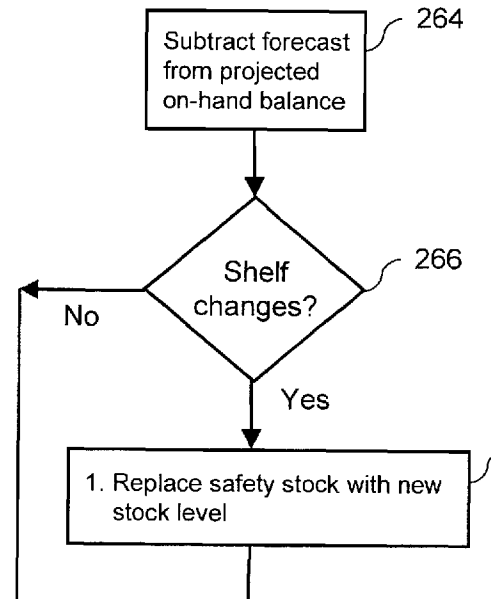 264
Subtract forecast
from projected
on-hand balance
266
Shelf
changes?
No
Yes
1. Replace safety stock with new
stock level